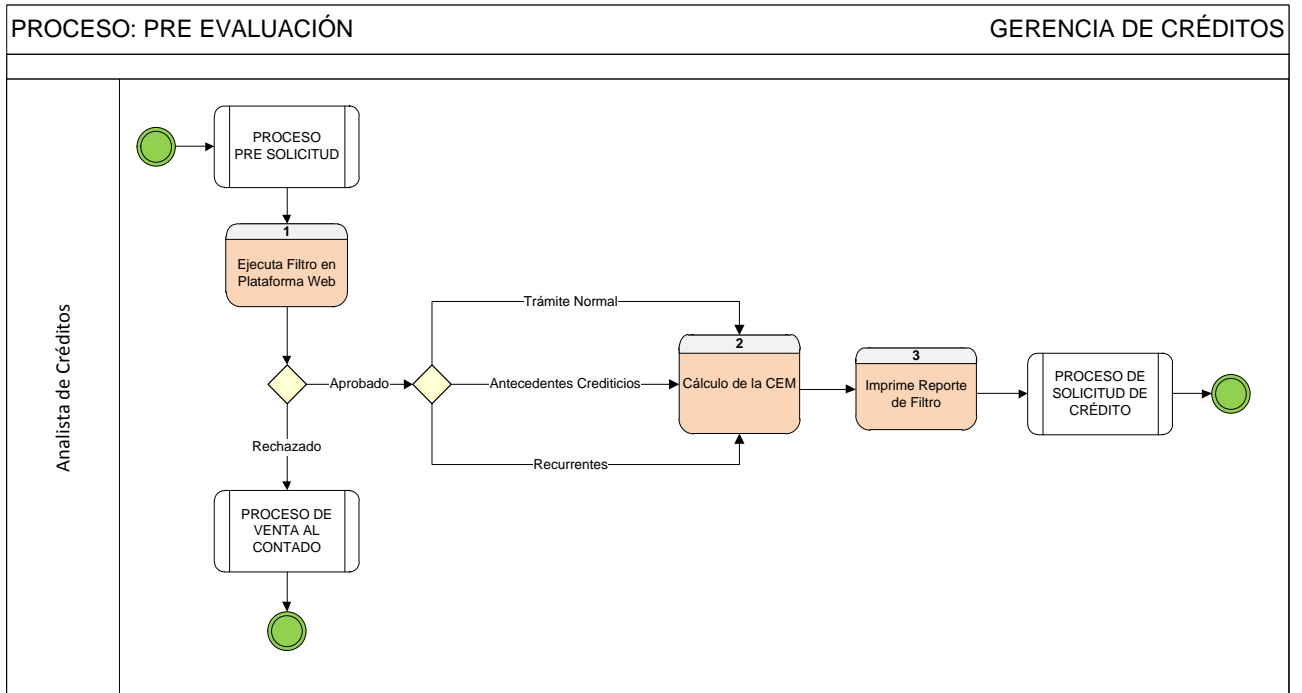 PROCESO: PRE EVALUACIÓN
GERENCIA DE CRÉDITOS
Analista de Créditos
PROCESO
PRE SOLICITUD
1
Ejecuta Filtro en
Plataforma Web
Aprobado
Rechazado
PROCESO DE
VENTA AL
CONTADO
Trámite Normal
Antecedentes Crediticios
Recurrentes
2
Cálculo de la CEM
3
Imprime Reporte
de Filtro
PROCESO DE
SOLICITUD DE
CRÉDITO